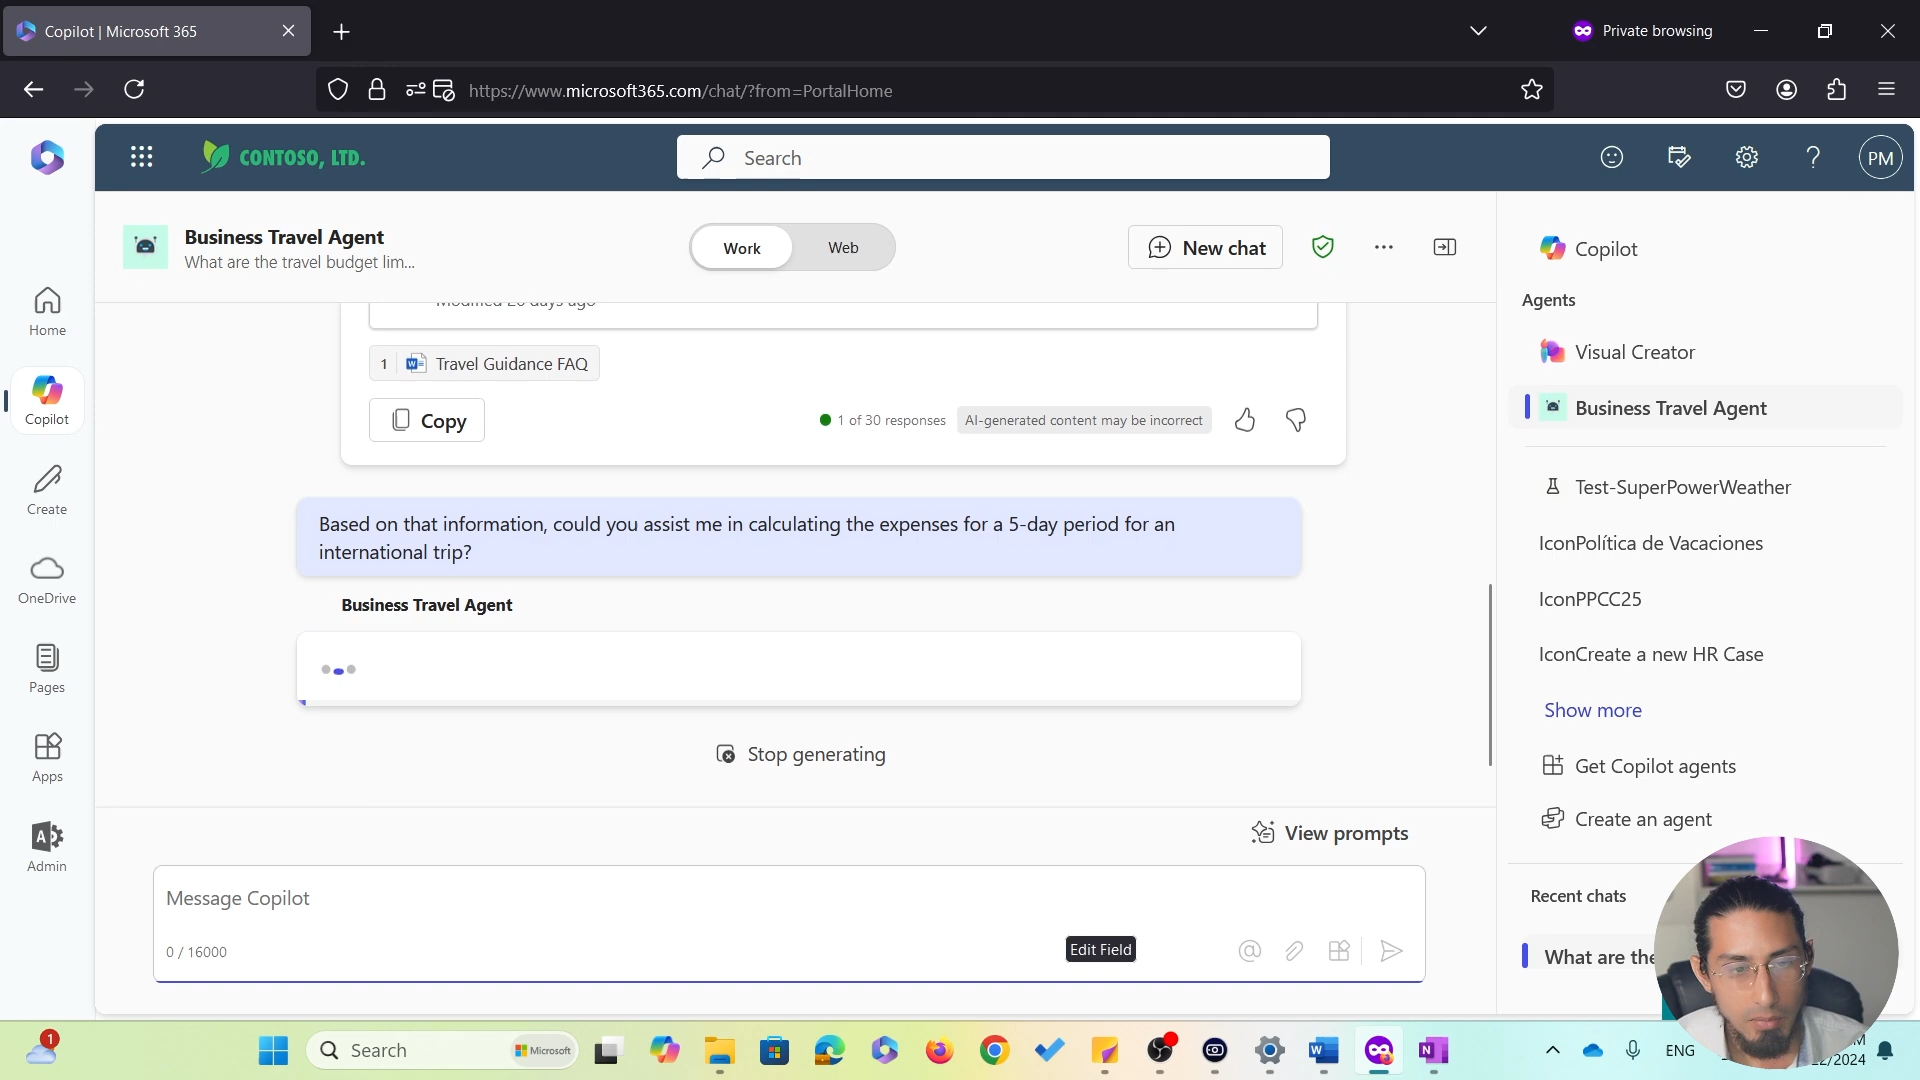 Copilot | Microsoft 365
Private browsing
https://www.microsoft365.com/chat/?from=PortalHome
CONTOSO, LTD.
Search
PM
Business Travel Agent
What are the travel budget lim...
Work
Web
New chat
Copilot
Agents
Visual Creator
Business Travel Agent
Test-SuperPowerWeather
IconPolítica de Vacaciones
IconPPCC25
IconCreate a new HR Case
Show more
Get Copilot agents
Create an agent
Recent chats
What are the
Home
Copilot
Create
OneDrive
Pages
Apps
Admin
Modified 26 days ago
1
Travel Guidance FAQ
Copy
1 of 30 responses
AI-generated content may be incorrect
Based on that information, could you assist me in calculating the expenses for a 5-day period for an
international trip?
Business Travel Agent
Stop generating
View prompts
Message Copilot
0 / 16000
Edit Field
1
Search
Microsoft
ENG